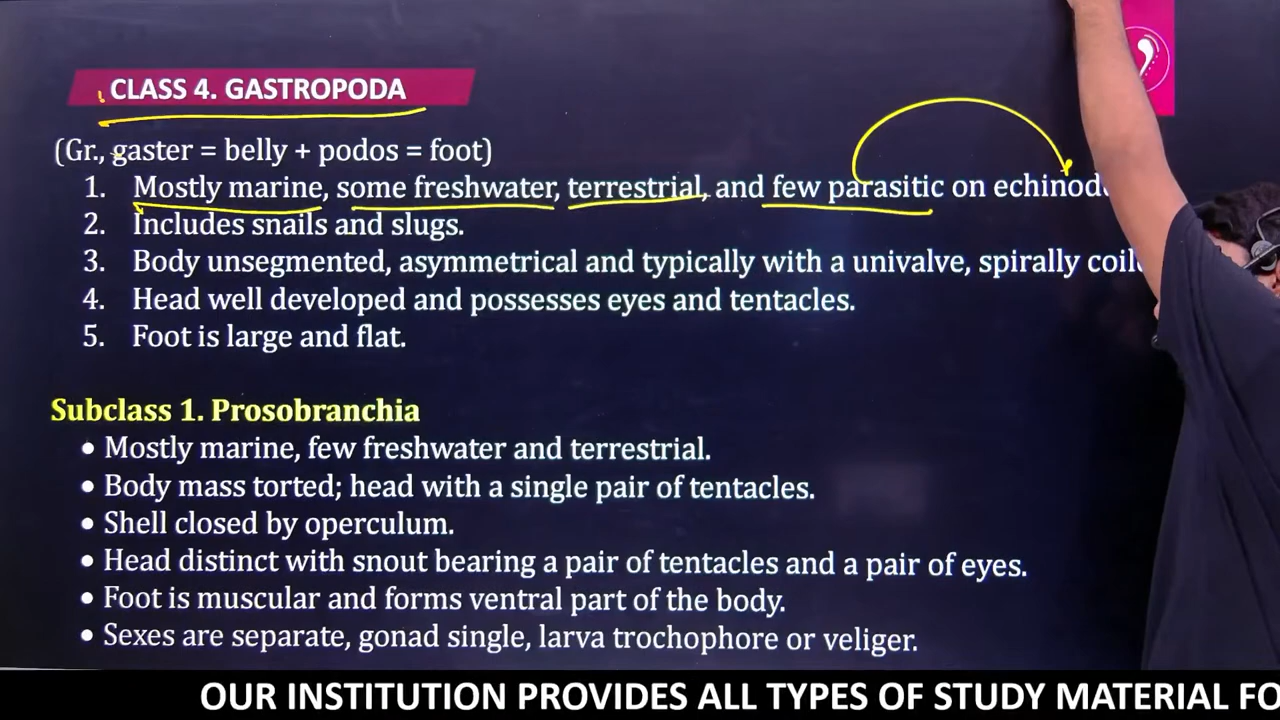 CLASS 4. GASTROPODA
(Gr., gaster = belly + podos = foot)
1. Mostly marine, some freshwater, terrestrial, and few parasitic on
2. Includes snails and slugs.
3. Body unsegmented, asymmetrical and typically with a univalve, spirally
4. Head well developed and possesses eyes and tentacles.
5. Foot is large and flat.
Subclass 1. Prosobranchia
• Mostly marine, few freshwater and terrestrial.
• Body mass torted; head with a single pair of tentacles.
• Shell closed by operculum.
• Head distinct with snout bearing a pair of tentacles and a pair of eyes.
• Foot is muscular and forms ventral part of the body.
• Sexes are separate, gonad single, larva trochophore or veliger.
OUR INSTITUTION PROVIDES ALL TYPES OF STUDY MATERIAL FO